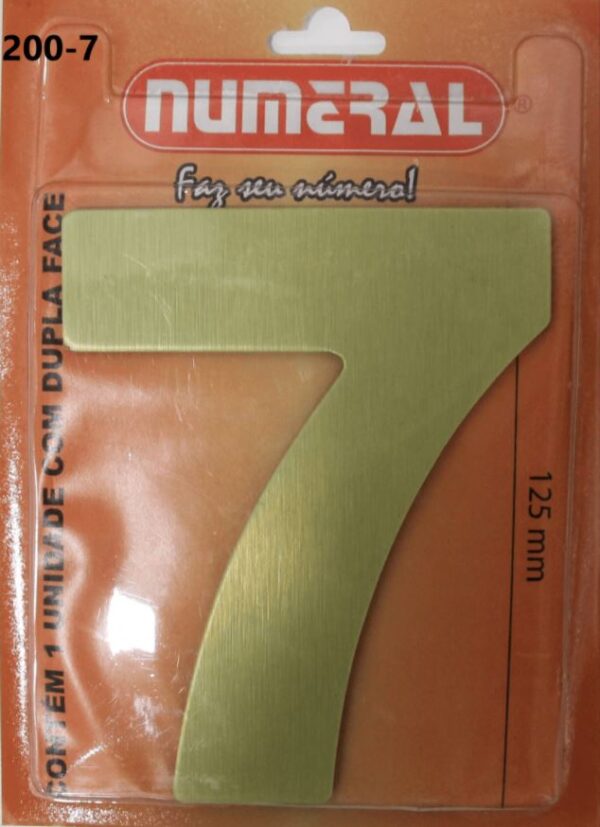 200-7
NUMERAL®
Faz seu número!
CONTÉM 1 UNIDADE COM DUPLA FACE
7
125 mm